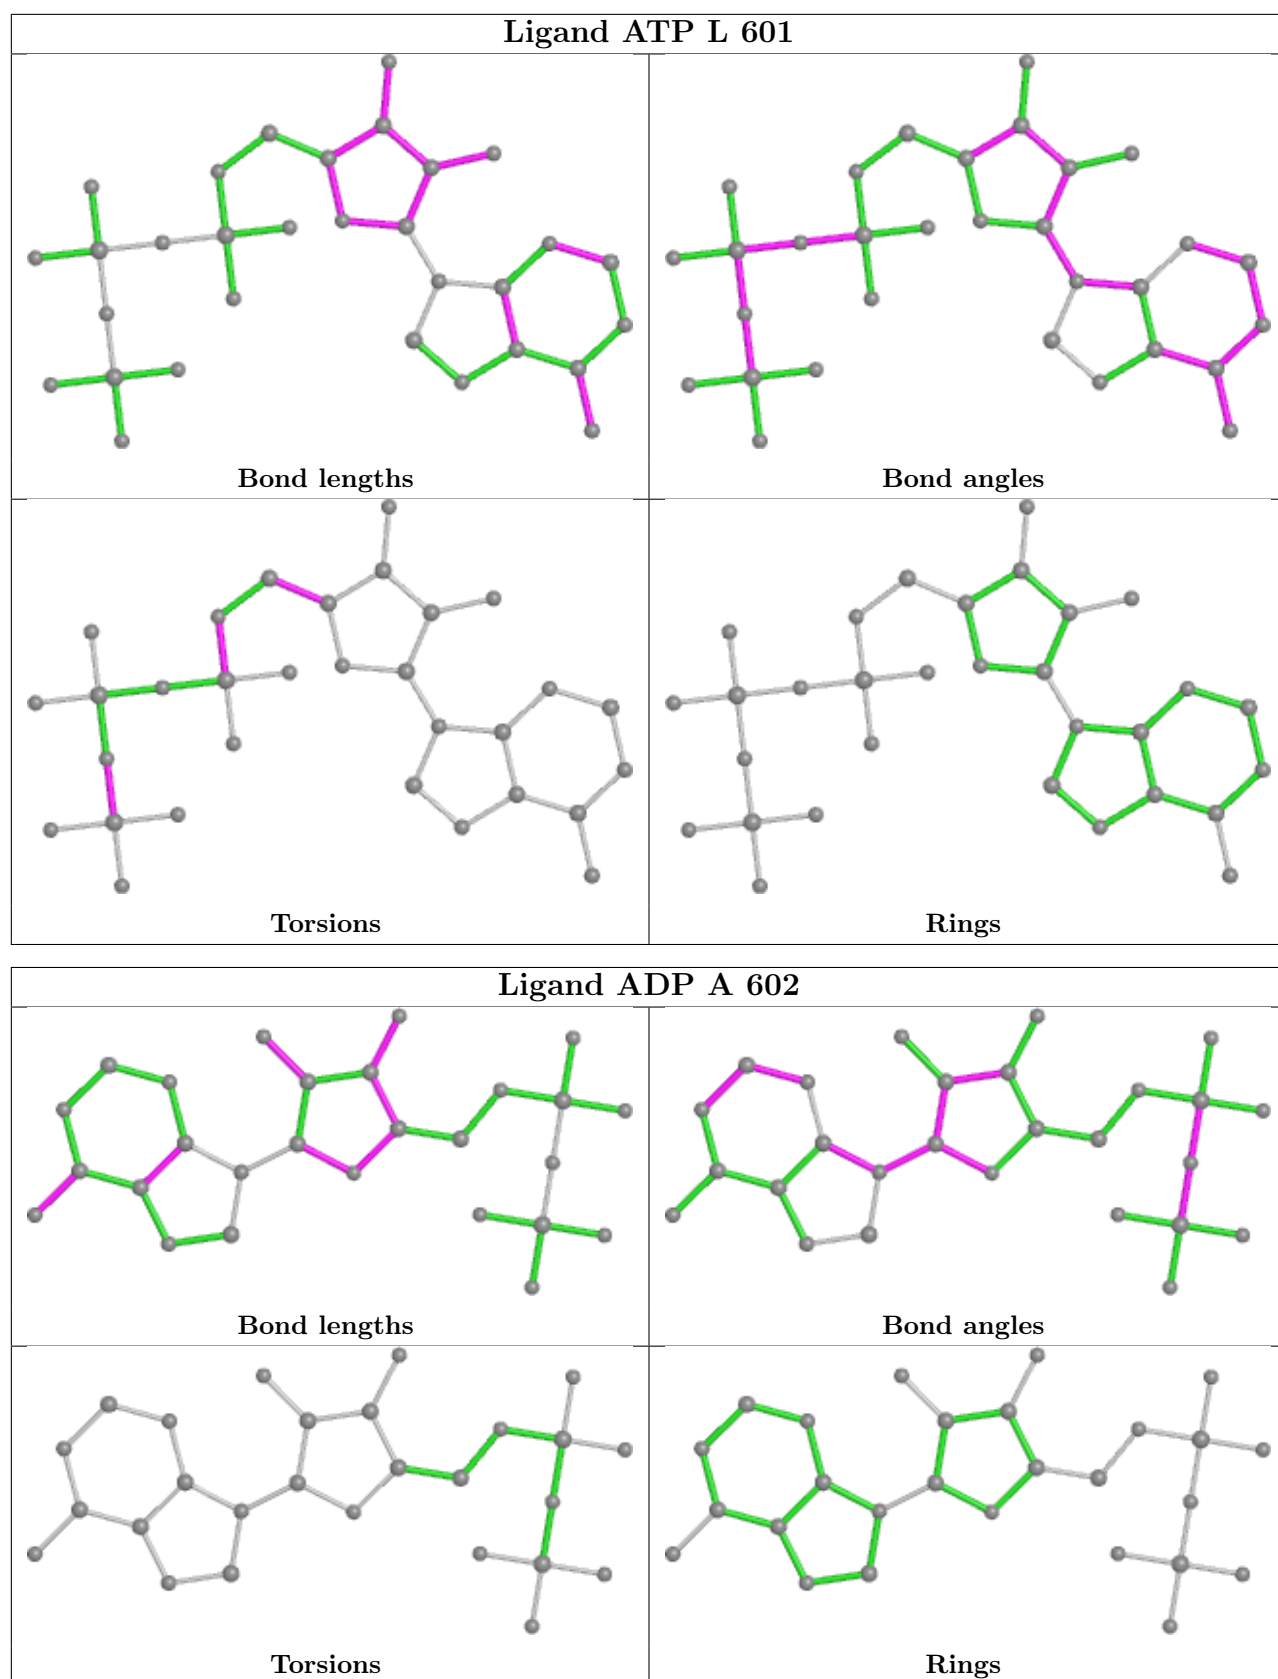 Ligand ATP L 601
Bond lengths
Bond angles
Torsions
Rings
Ligand ADP A 602
Bond lengths
Bond angles
Torsions
Rings